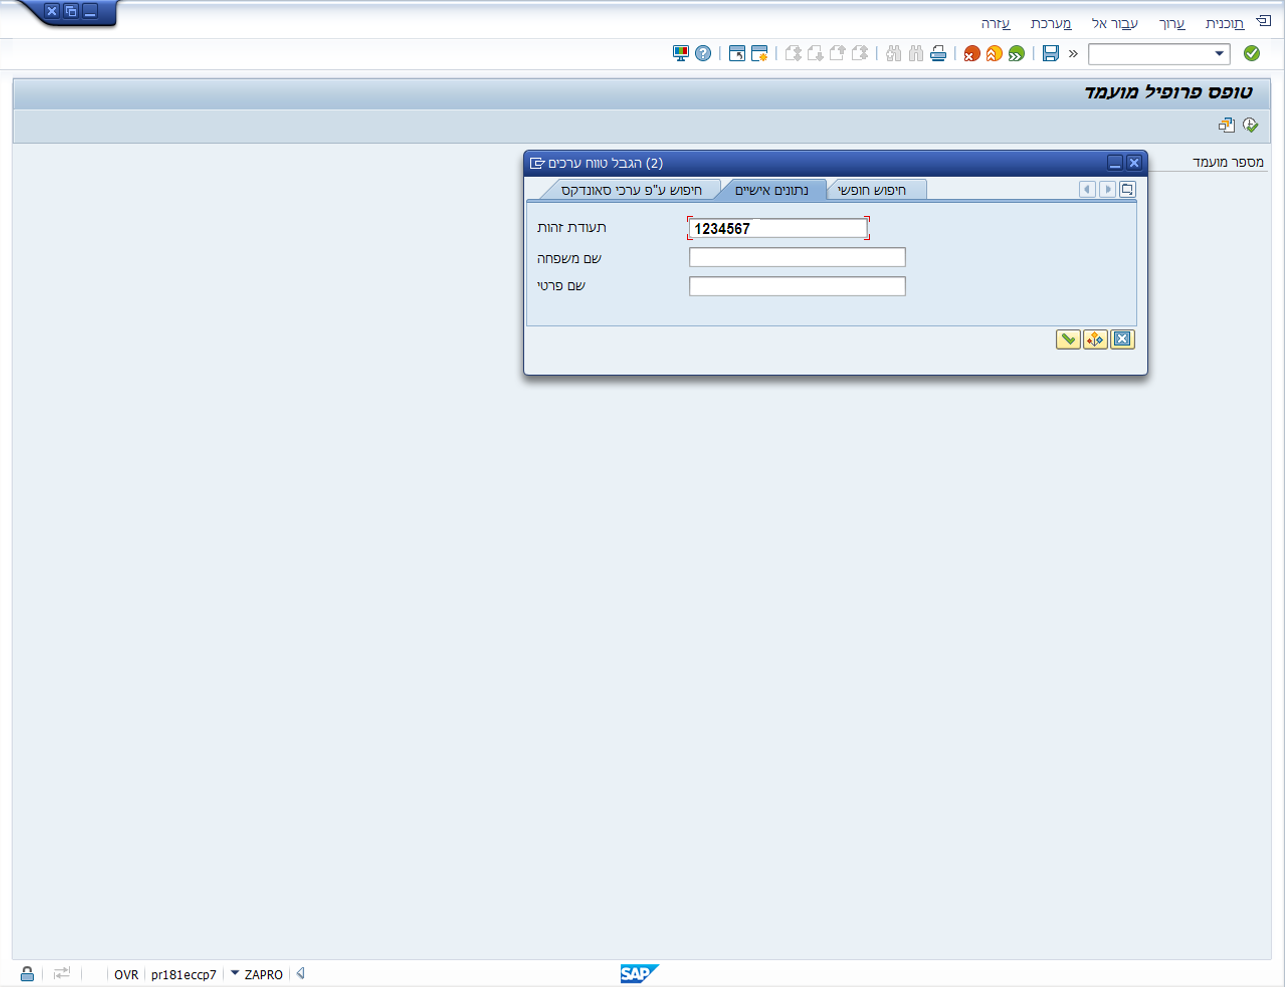 תוכנית ערוך עבור אל מערכת עזרה
טופס פרופיל מועמד
מספר מועמד
הגבל טווח ערכים (2)
חיפוש ע"פ ערכי סאונדקס נתונים אישיים חיפוש חופשי
תעודת זהות 1234567
שם משפחה
שם פרטי
OVR pr181eccp7 ZAPRO
SAP